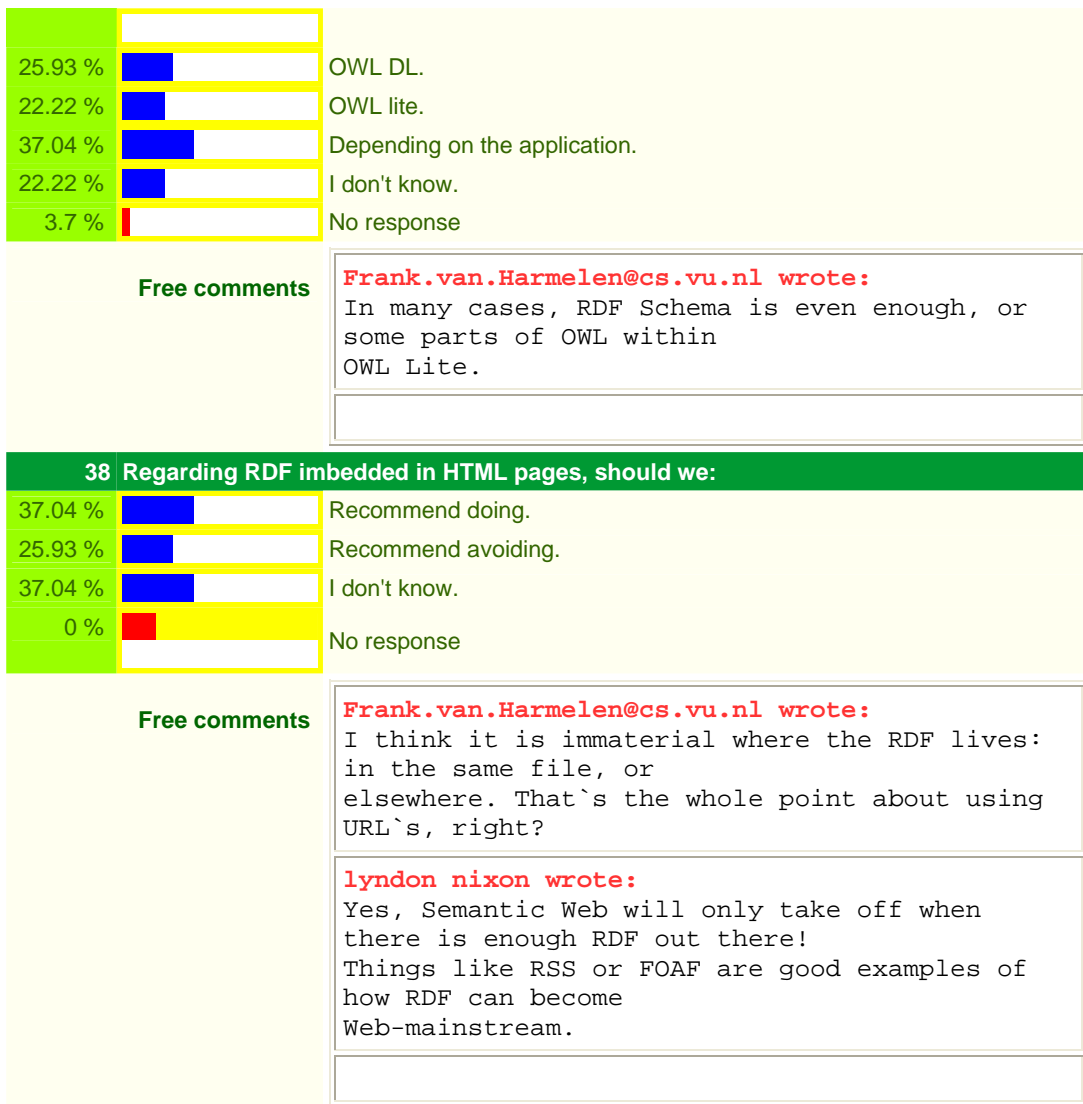 25.93 % OWL DL.
22.22 % OWL lite.
37.04 % Depending on the application.
22.22 % I don't know.
3.7 % No response
Free comments
Frank.van.Harmelen@cs.vu.nl wrote:
In many cases, RDF Schema is even enough, or
some parts of OWL within
OWL Lite.
38 Regarding RDF imbedded in HTML pages, should we:
37.04 % Recommend doing.
25.93 % Recommend avoiding.
37.04 % I don't know.
0 % No response
Free comments
Frank.van.Harmelen@cs.vu.nl wrote:
I think it is immaterial where the RDF lives:
in the same file, or
elsewhere. That`s the whole point about using
URL`s, right?
lyndon nixon wrote:
Yes, Semantic Web will only take off when
there is enough RDF out there!
Things like RSS or FOAF are good examples of
how RDF can become
Web-mainstream.